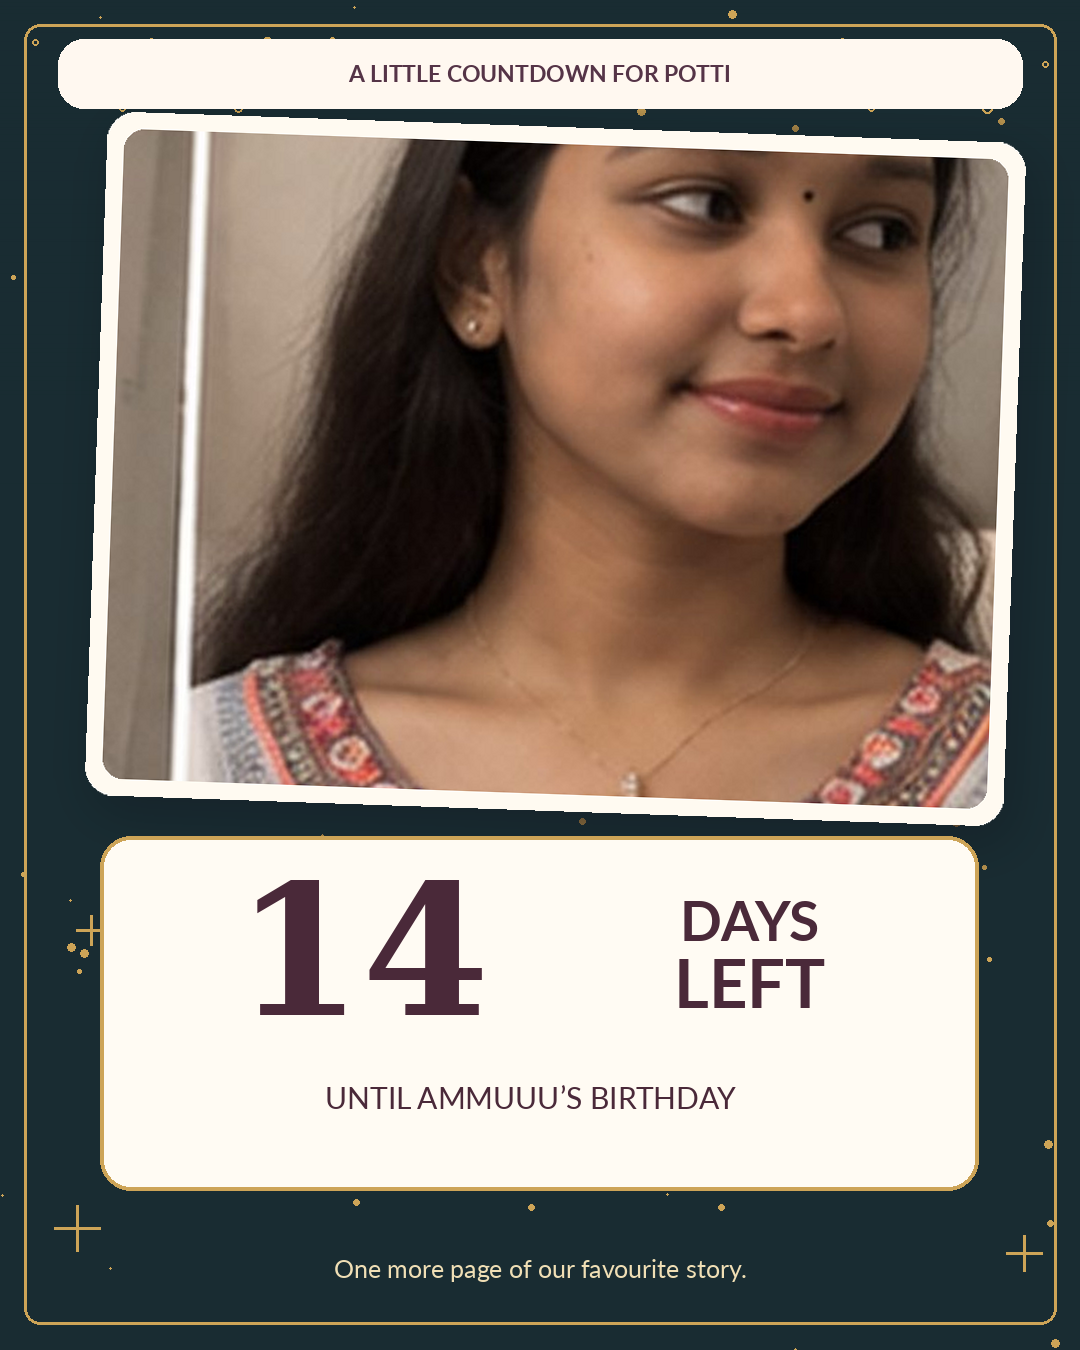 A LITTLE COUNTDOWN FOR POTTI
14
DAYS
LEFT
UNTIL AMMUUU’S BIRTHDAY
One more page of our favourite story.